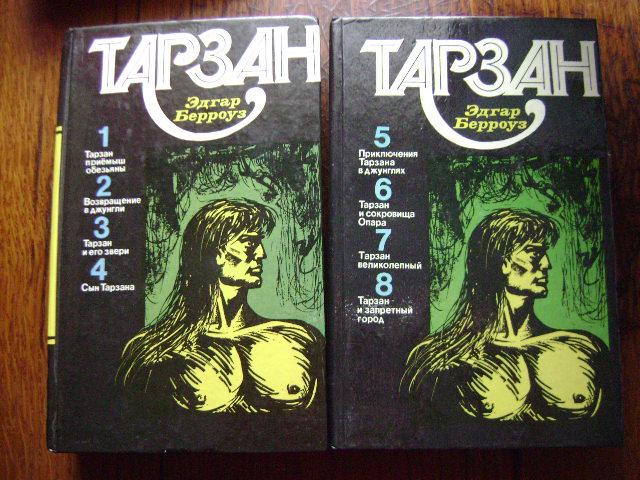 ТАРЗАН
Эдгар
Берроуз
1
Тарзан
приёмыш
обезьяны
2
Возвращение
в джунгли
3
Тарзан
и его звери
4
Сын Тарзана
ТАРЗАН
Эдгар
Берроуз
5
Приключения
Тарзана
в джунглях
6
Тарзан
и сокровища
Опара
7
Тарзан
великолепный
8
Тарзан
и запретный
город